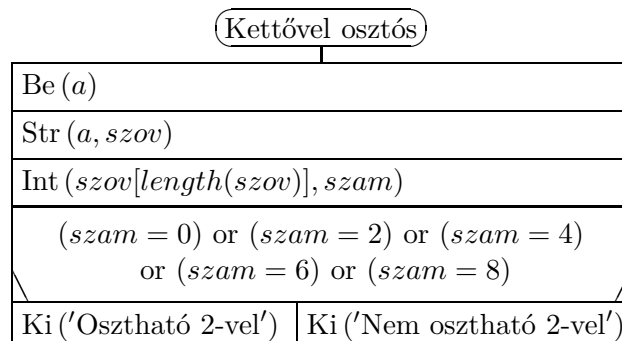 Kettővel osztós
Be (a)
Str (a, szov)
Int (szov[length(szov)], szam)
(szam = 0) or (szam = 2) or (szam = 4)
or (szam = 6) or (szam = 8)
Ki ('Osztható 2-vel') Ki ('Nem osztható 2-vel')